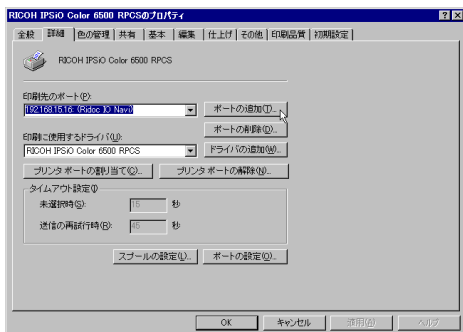 RICOH IPSiO Color 6500 RPCSのプロパティ
全般 詳細 色の管理 共有 基本 編集 仕上げ その他 印刷品質 初期設定
RICOH IPSiO Color 6500 RPCS
印刷先のポート(P):
192.168.15.16: (Ridoc IO Navi) ポートの追加(T)...
ポートの削除(D)...
印刷に使用するドライバ(U):
RICOH IPSiO Color 6500 RPCS ドライバの追加(W)...
プリンタ ポートの割り当て(C)... プリンタ ポートの解除(N)...
タイムアウト設定
未選択時(S): 15 秒
送信の再試行時(R): 45 秒
スプールの設定(L)... ポートの設定(O)...
OK キャンセル 適用(A) ヘルプ